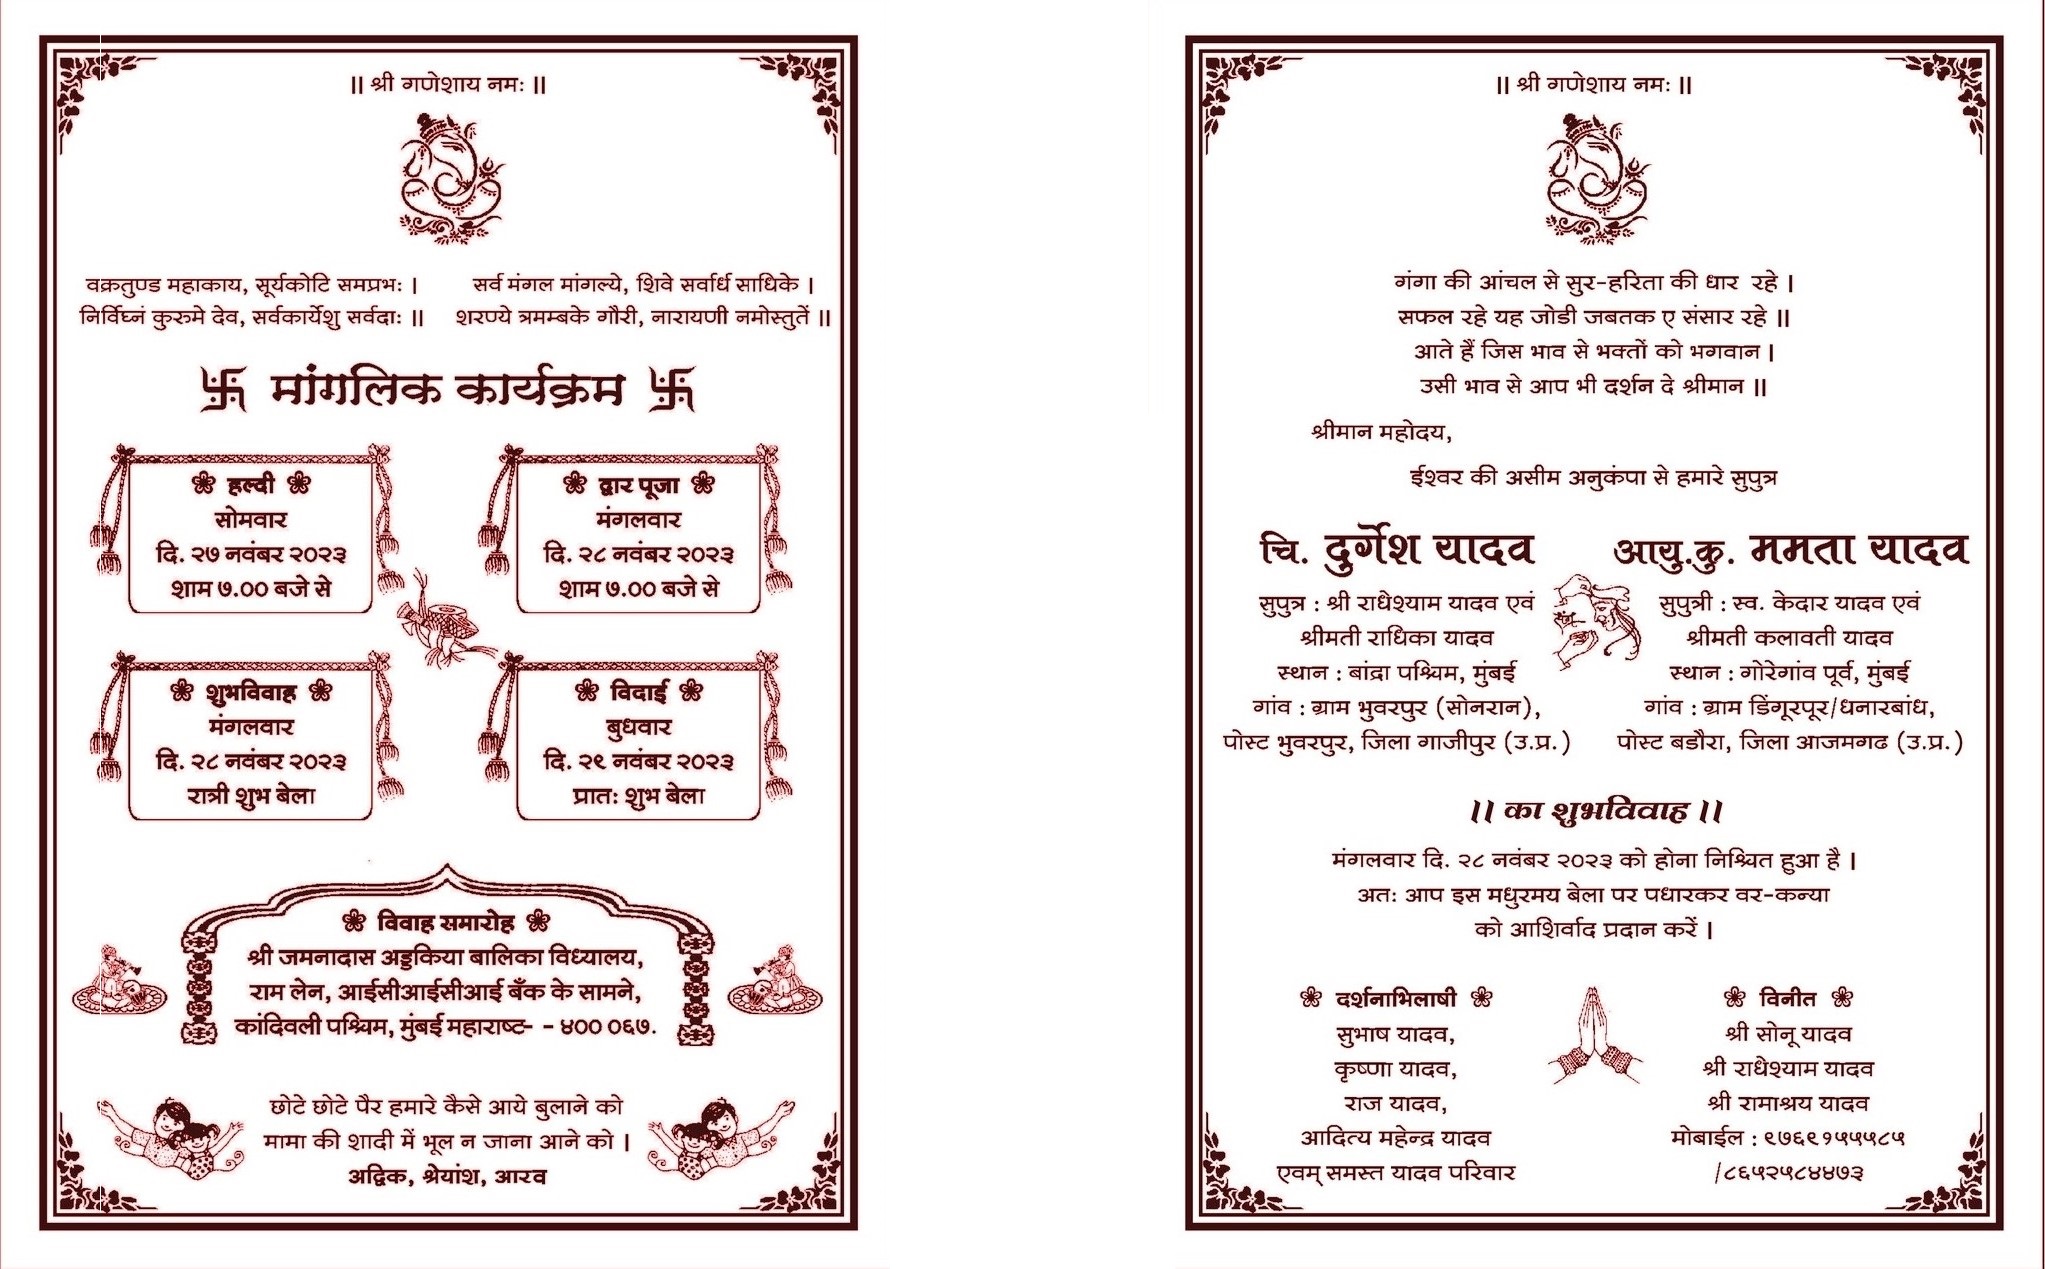 || श्री गणेशाय नमः ||
वक्रतुण्ड महाकाय, सूर्यकोटि समप्रभः |
निर्विघ्नं कुरुमे देव, सर्वकार्येशु सर्वदाः ||
सर्व मंगल मांगल्ये, शिवे सर्वार्थ साधिके |
शरण्ये त्रमम्बके गौरी, नारायणी नमोस्तुतें ||
卐 मांगलिक कार्यक्रम 卐
हल्दी
सोमवार
दि. २७ नवंबर २०२३
शाम ७.०० बजे से
द्वार पूजा
मंगलवार
दि. २८ नवंबर २०२३
शाम ७.०० बजे से
शुभविवाह
मंगलवार
दि. २८ नवंबर २०२३
रात्री शुभ बेला
विदाई
बुधवार
दि. २९ नवंबर २०२३
प्रातः शुभ बेला
विवाह समारोह
श्री जमनादास अड्डकिया बालिका विध्यालय,
राम लेन, आईसीआईसीआई बैंक के सामने,
कांदिवली पश्चिम, मुंबई महाराष्ट- - ४०० ०६७.
छोटे छोटे पैर हमारे कैसे आये बुलाने को
मामा की शादी में भूल न जाना आने को |
अद्विक, श्रेयांश, आरव
|| श्री गणेशाय नमः ||
गंगा की आंचल से सुर-हरिता की धार रहे |
सफल रहे यह जोडी जबतक ए संसार रहे ||
आते हैं जिस भाव से भक्तों को भगवान |
उसी भाव से आप भी दर्शन दे श्रीमान ||
श्रीमान महोदय,
ईश्वर की असीम अनुकंपा से हमारे सुपुत्र
चि. दुर्गेश यादव
सुपुत्र : श्री राधेश्याम यादव एवं
श्रीमती राधिका यादव
स्थान : बांद्रा पश्चिम, मुंबई
गांव : ग्राम भुवरपुर (सोनरान),
पोस्ट भुवरपुर, जिला गाजीपुर (उ.प्र.)
आयु.कु. ममता यादव
सुपुत्री : स्व. केदार यादव एवं
श्रीमती कलावती यादव
स्थान : गोरेगांव पूर्व, मुंबई
गांव : ग्राम डिंगूरपूर/धनारबांध,
पोस्ट बडौरा, जिला आजमगढ (उ.प्र.)
|| का शुभविवाह ||
मंगलवार दि. २८ नवंबर २०२३ को होना निश्चित हुआ है |
अतः आप इस मधुरमय बेला पर पधारकर वर-कन्या
को आशिर्वाद प्रदान करें |
दर्शनाभिलाषी
सुभाष यादव,
कृष्णा यादव,
राज यादव,
आदित्य महेन्द्र यादव
एवम् समस्त यादव परिवार
विनीत
श्री सोनू यादव
श्री राधेश्याम यादव
श्री रामाश्रय यादव
मोबाईल : ९७६९१५५५८५
/८६५२५८४४७३